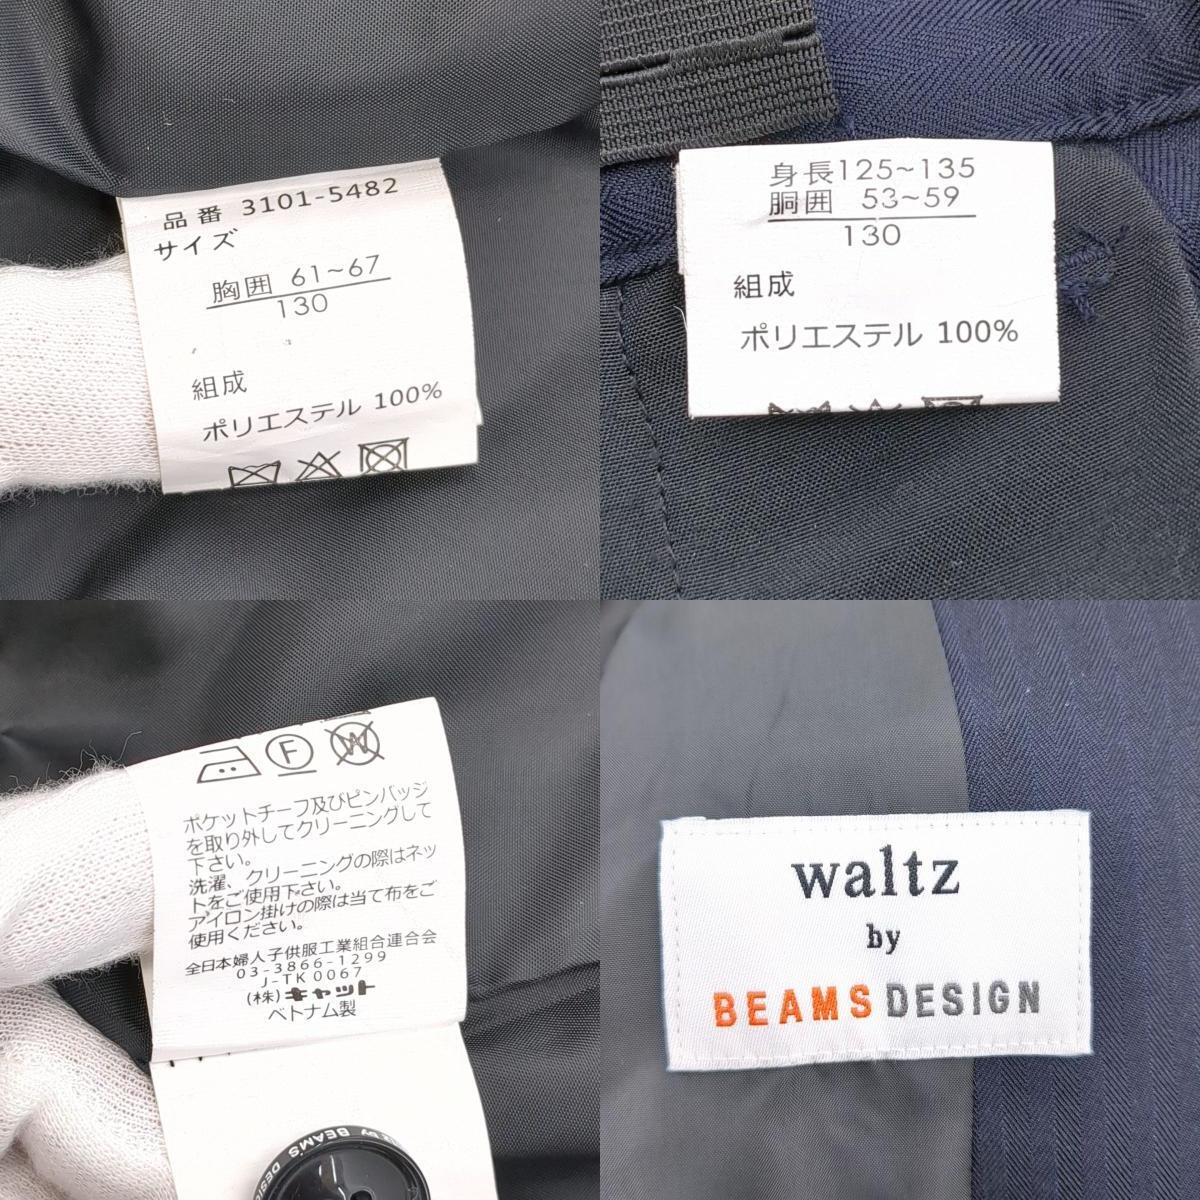 品番 3101-5482
サイズ
胸囲 61~67
130
組成
ポリエステル 100%
身長125~135
胴囲 53~59
130
組成
ポリエステル 100%
F
W
ポケットチーフ及びピンバッジ
を取り外してクリーニングして
下さい。
洗濯、クリーニングの際はネッ
トをご使用下さい。
アイロン掛けの際は当て布をご
使用ください。
全日本婦人子供服工業組合連合会
03-3866-1299
J-TK0067
(株)キャット
ベトナム製
BY BEAMS DESI
waltz
by
BEAMS DESIGN